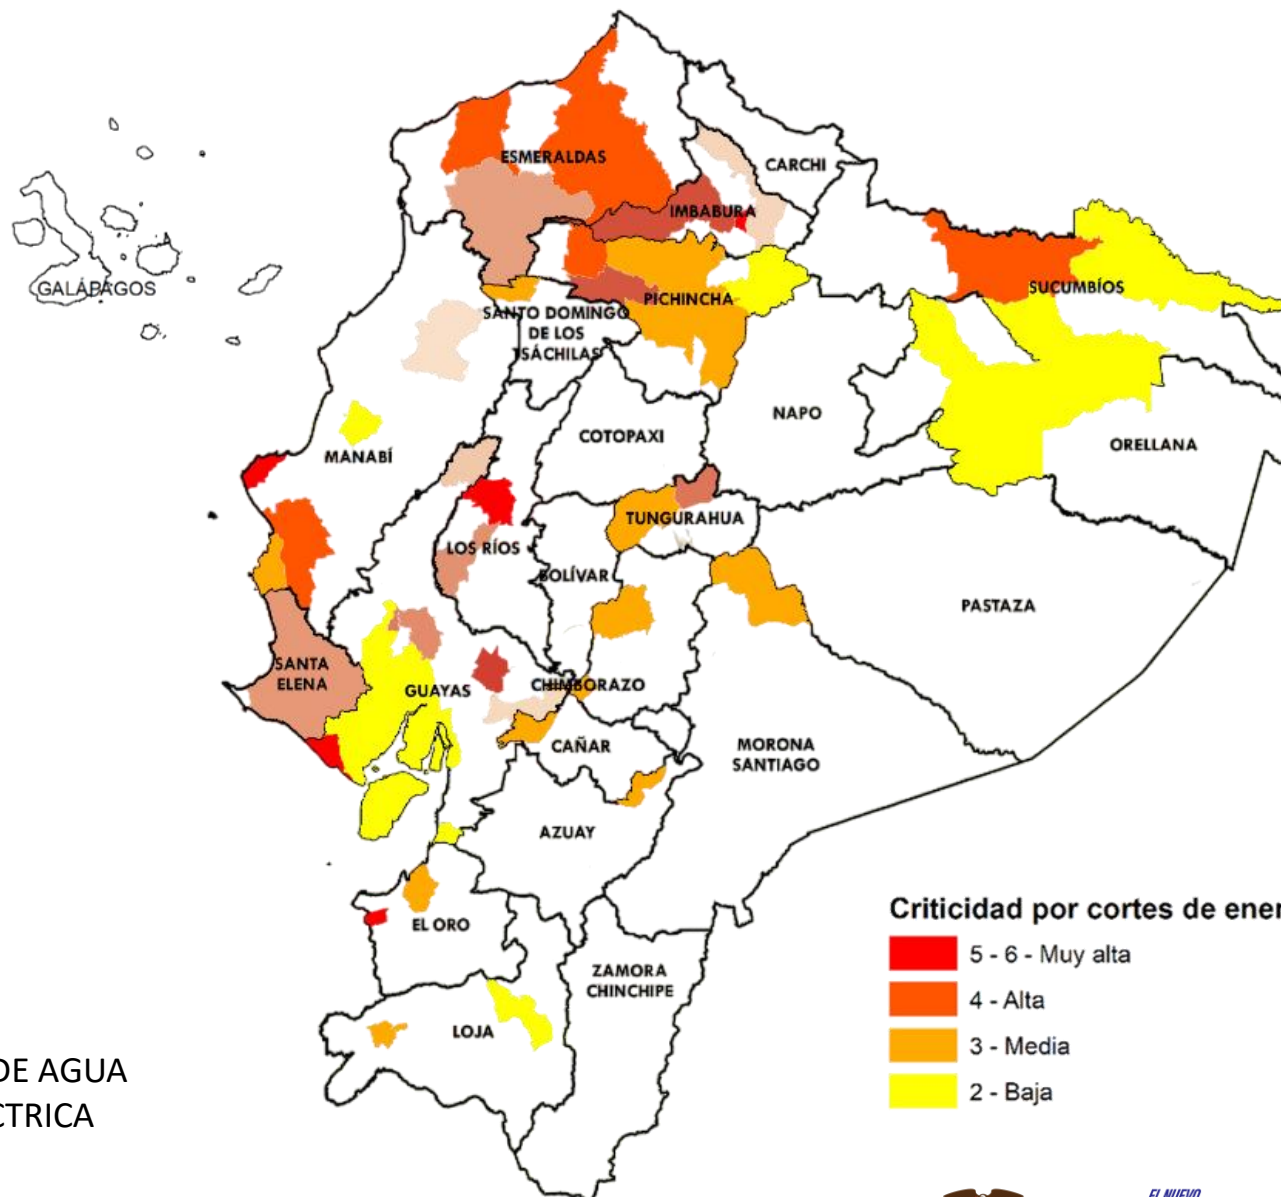 ESMERALDAS
CARCHI
IMBABURA
GALÁPAGOS
SUCUMBÍOS
PICHINCHA
SANTO DOMINGO
DE LOS
TSÁCHILAS
NAPO
COTOPAXI
ORELLANA
MANABÍ
TUNGURAHUA
LOS RÍOS
BOLÍVAR
PASTAZA
SANTA
ELENA
GUAYAS
CHIMBORAZO
CAÑAR
MORONA
SANTIAGO
AZUAY
EL ORO
ZAMORA
CHINCHIPE
LOJA
Criticidad por cortes de ener
5 - 6 - Muy alta
4 - Alta
3 - Media
2 - Baja
DE AGUA
CTRICA
EL NUEVO